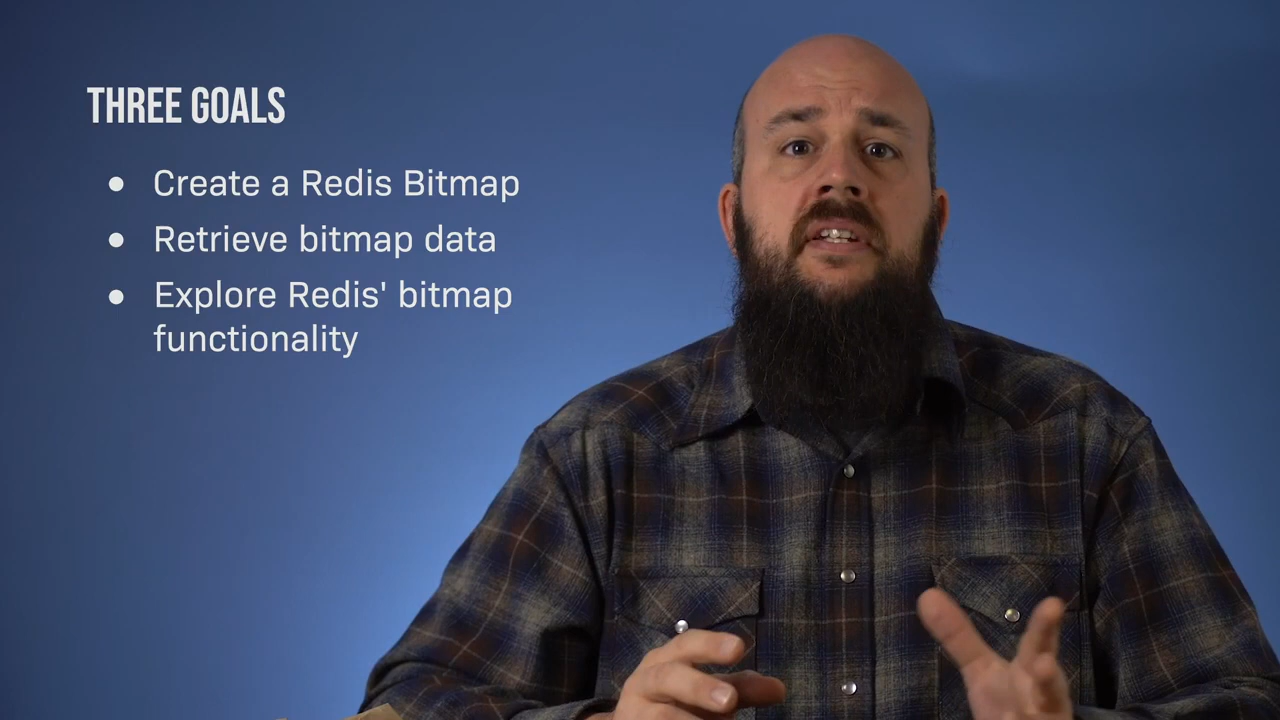 THREE GOALS
● Create a Redis Bitmap
● Retrieve bitmap data
● Explore Redis' bitmap
functionality